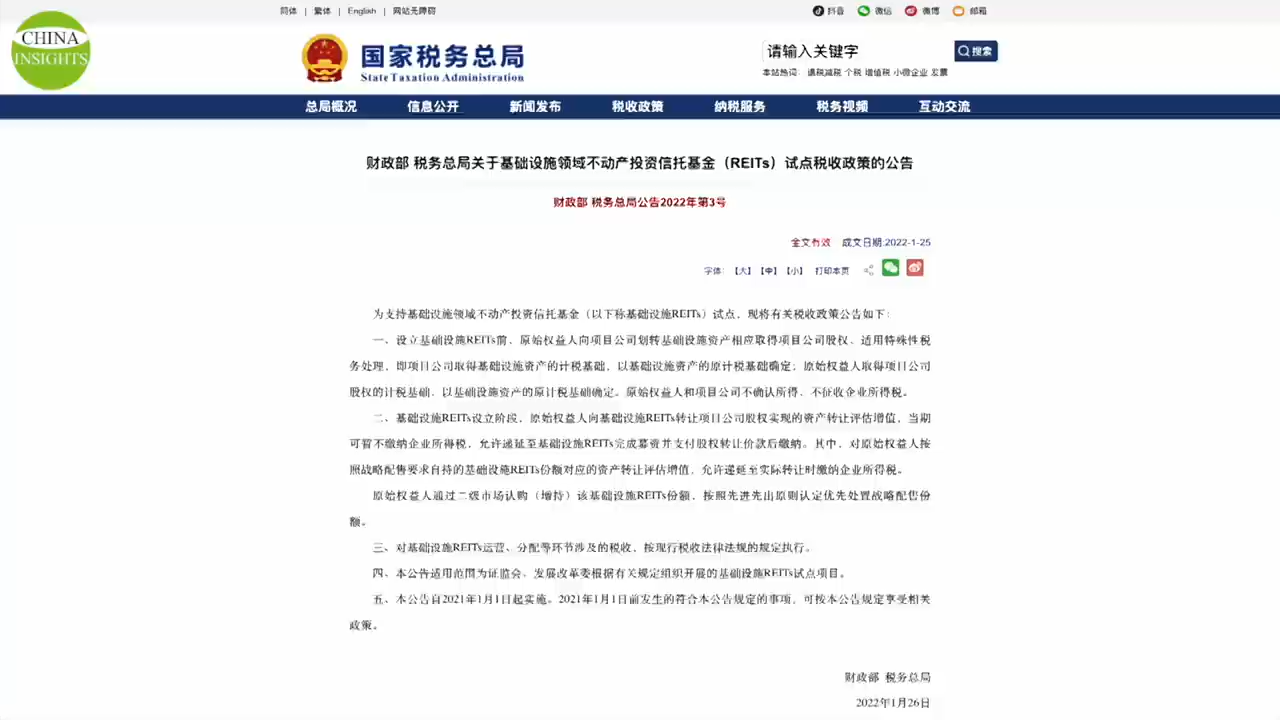 简体 | 繁体 | English | 网站无障碍
抖音 微信 微博 邮箱
CHINA
INSIGHTS
国家税务总局
State Taxation Administration
请输入关键字
搜索
本站热词: 退税减税 个税 增值税 小微企业 发票
总局概况 信息公开 新闻发布 税收政策 纳税服务 税务视频 互动交流
财政部 税务总局关于基础设施领域不动产投资信托基金（REITs）试点税收政策的公告
财政部 税务总局公告2022年第3号
全文有效 成文日期:2022-1-25
字体: 【大】 【中】 【小】 打印本页
为支持基础设施领域不动产投资信托基金（以下称基础设施REITs）试点，现将有关税收政策公告如下：
一、设立基础设施REITs前，原始权益人向项目公司划转基础设施资产相应取得项目公司股权，适用特殊性税
务处理，即项目公司取得基础设施资产的计税基础，以基础设施资产的原计税基础确定；原始权益人取得项目公司
股权的计税基础，以基础设施资产的原计税基础确定。原始权益人和项目公司不确认所得，不征收企业所得税。
二、基础设施REITs设立阶段，原始权益人向基础设施REITs转让项目公司股权实现的资产转让评估增值，当期
可暂不缴纳企业所得税，允许递延至基础设施REITs完成募资并支付股权转让价款后缴纳。其中，对原始权益人按
照战略配售要求自持的基础设施REITs份额对应的资产转让评估增值，允许递延至实际转让时缴纳企业所得税。
原始权益人通过二级市场认购（增持）该基础设施REITs份额，按照先进先出原则认定优先处置战略配售份
额。
三、对基础设施REITs运营、分配等环节涉及的税收，按现行税收法律法规的规定执行。
四、本公告适用范围为证监会、发展改革委根据有关规定组织开展的基础设施REITs试点项目。
五、本公告自2021年1月1日起实施。2021年1月1日前发生的符合本公告规定的事项，可按本公告规定享受相关
政策。
财政部 税务总局
2022年1月26日